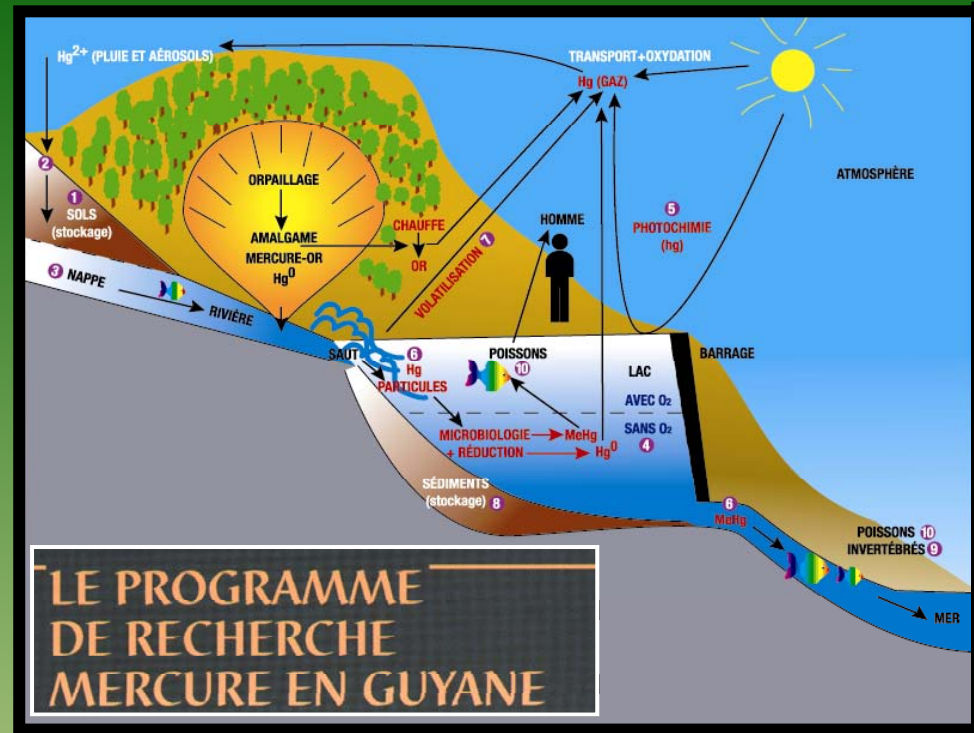 Hg2+ (PLUIE ET AÉROSOLS)
TRANSPORT+OXYDATION
Hg (GAZ)
ATMOSPHÈRE
2
1
SOLS
(stockage)
3 NAPPE
RIVIÈRE
ORPAILLAGE
AMALGAME
MERCURE-OR
Hg0
CHAUFFE
OR
VOLATILISATION 7
HOMME
5
PHOTOCHIMIE
(hg)
SAUT
6
Hg
PARTICULES
POISSONS
10
LAC
AVEC O2
SANS O2
4
BARRAGE
MICROBIOLOGIE
MeHg
+ RÉDUCTION
Hg0
SÉDIMENTS
(stockage) 8
6
MeHg
POISSONS 10
INVERTÉBRÉS 9
MER
LE PROGRAMME
DE RECHERCHE
MERCURE EN GUYANE